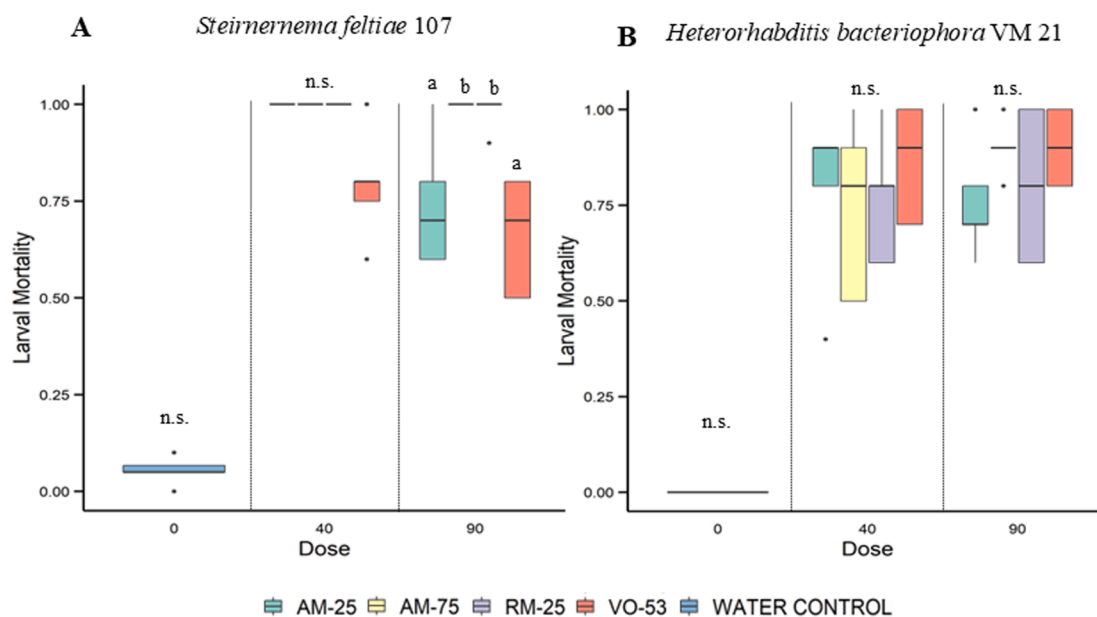 A
Steirnernema feltiae 107
n.s.
a
b
b
a
n.s.
1.00
0.75
0.50
0.25
0.00
Larval Mortality
0
40
90
Dose
B
Heterorhabditis bacteriophora VM 21
n.s.
n.s.
n.s.
1.00
0.75
0.50
0.25
0.00
Larval Mortality
0
40
90
Dose
AM-25 AM-75 RM-25 VO-53 WATER CONTROL